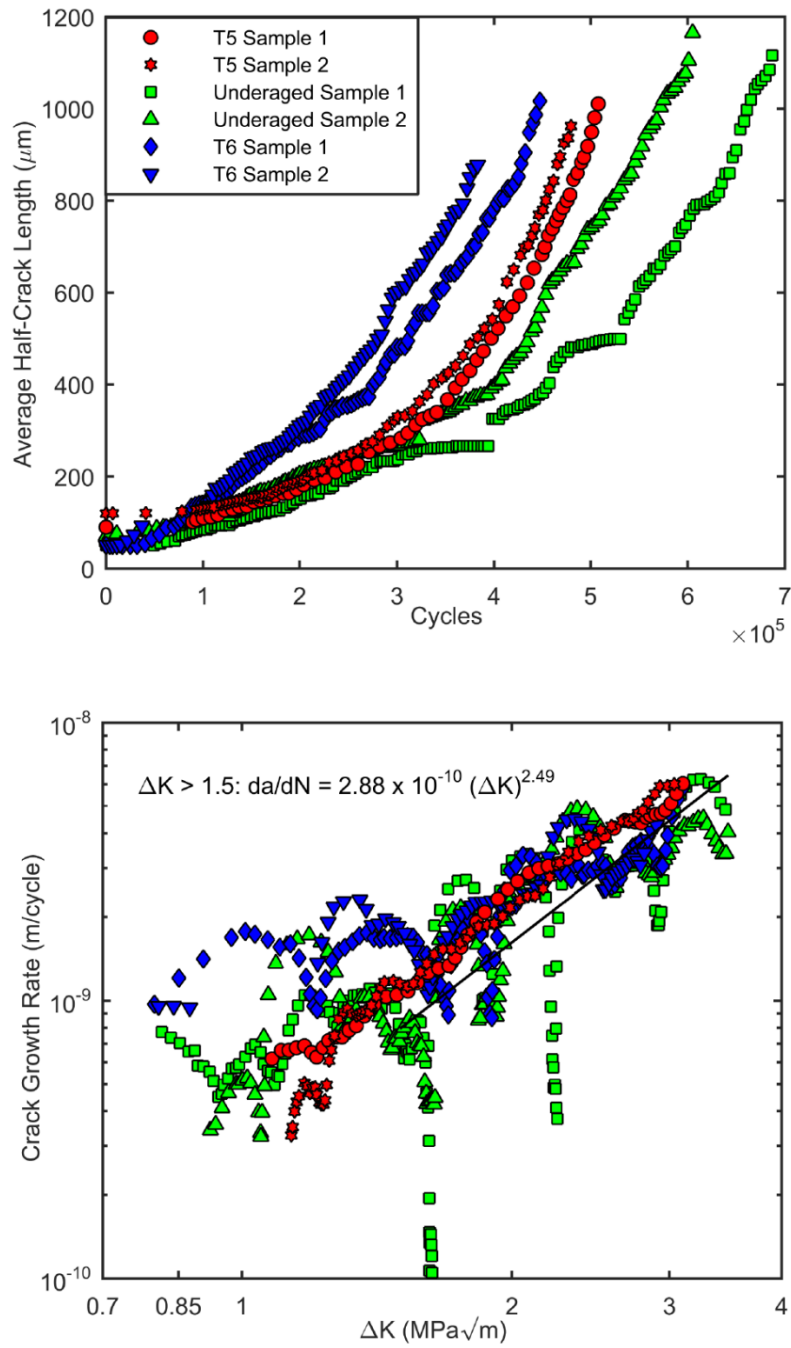 1200
1000
800
600
400
200
0
Average Half-Crack Length (μm)
T5 Sample 1
T5 Sample 2
Underaged Sample 1
Underaged Sample 2
T6 Sample 1
T6 Sample 2
0 1 2 3 4 5 6 7
Cycles
×10⁵
10⁻⁸
10⁻⁹
10⁻¹⁰
Crack Growth Rate (m/cycle)
ΔK > 1.5: da/dN = 2.88 x 10⁻¹⁰ (ΔK)²·⁴⁹
0.7 0.85 1 2 3 4
ΔK (MPa√m)